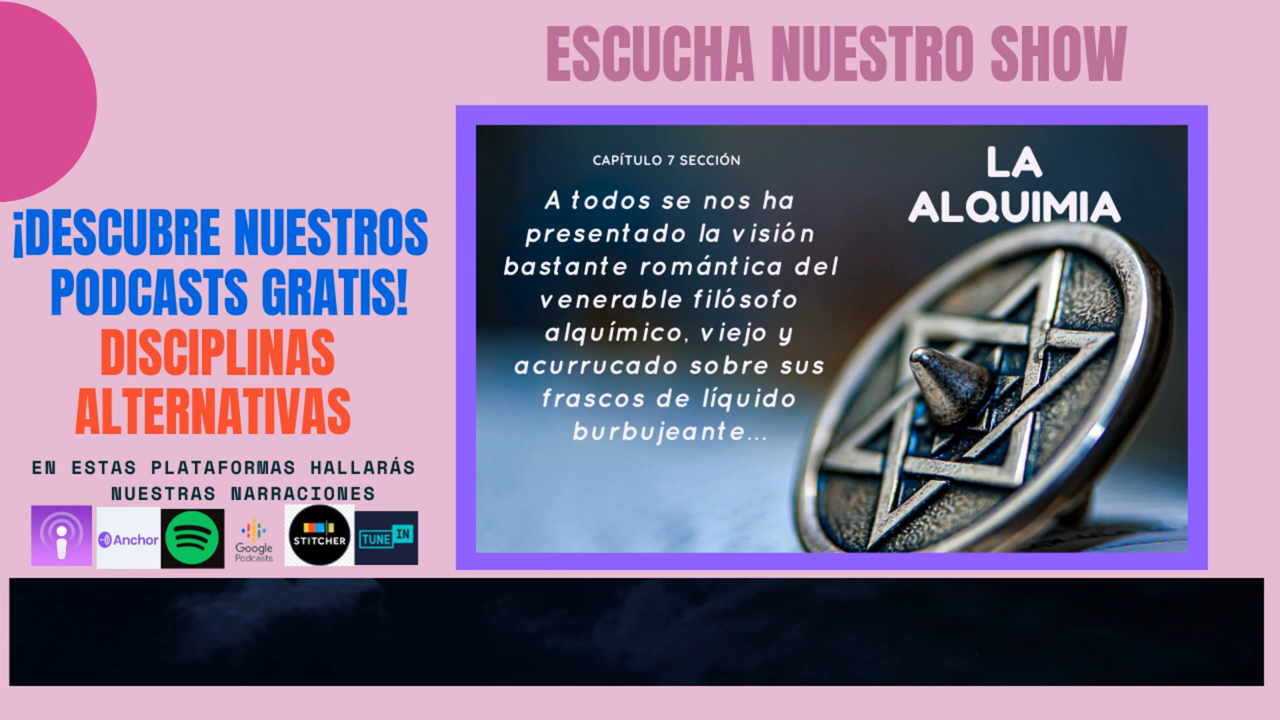 ESCUCHA NUESTRO SHOW
¡DESCUBRE NUESTROS
PODCASTS GRATIS!
DISCIPLINAS
ALTERNATIVAS
EN ESTAS PLATAFORMAS HALLARÁS
NUESTRAS NARRACIONES
Anchor
Google
Podcasts
STITCHER
TUNE IN
CAPÍTULO 7 SECCIÓN
A todos se nos ha
presentado la visión
bastante romántica del
venerable filósofo
alquímico, viejo y
acurrucado sobre sus
frascos de líquido
burbujeante...
LA
ALQUIMIA